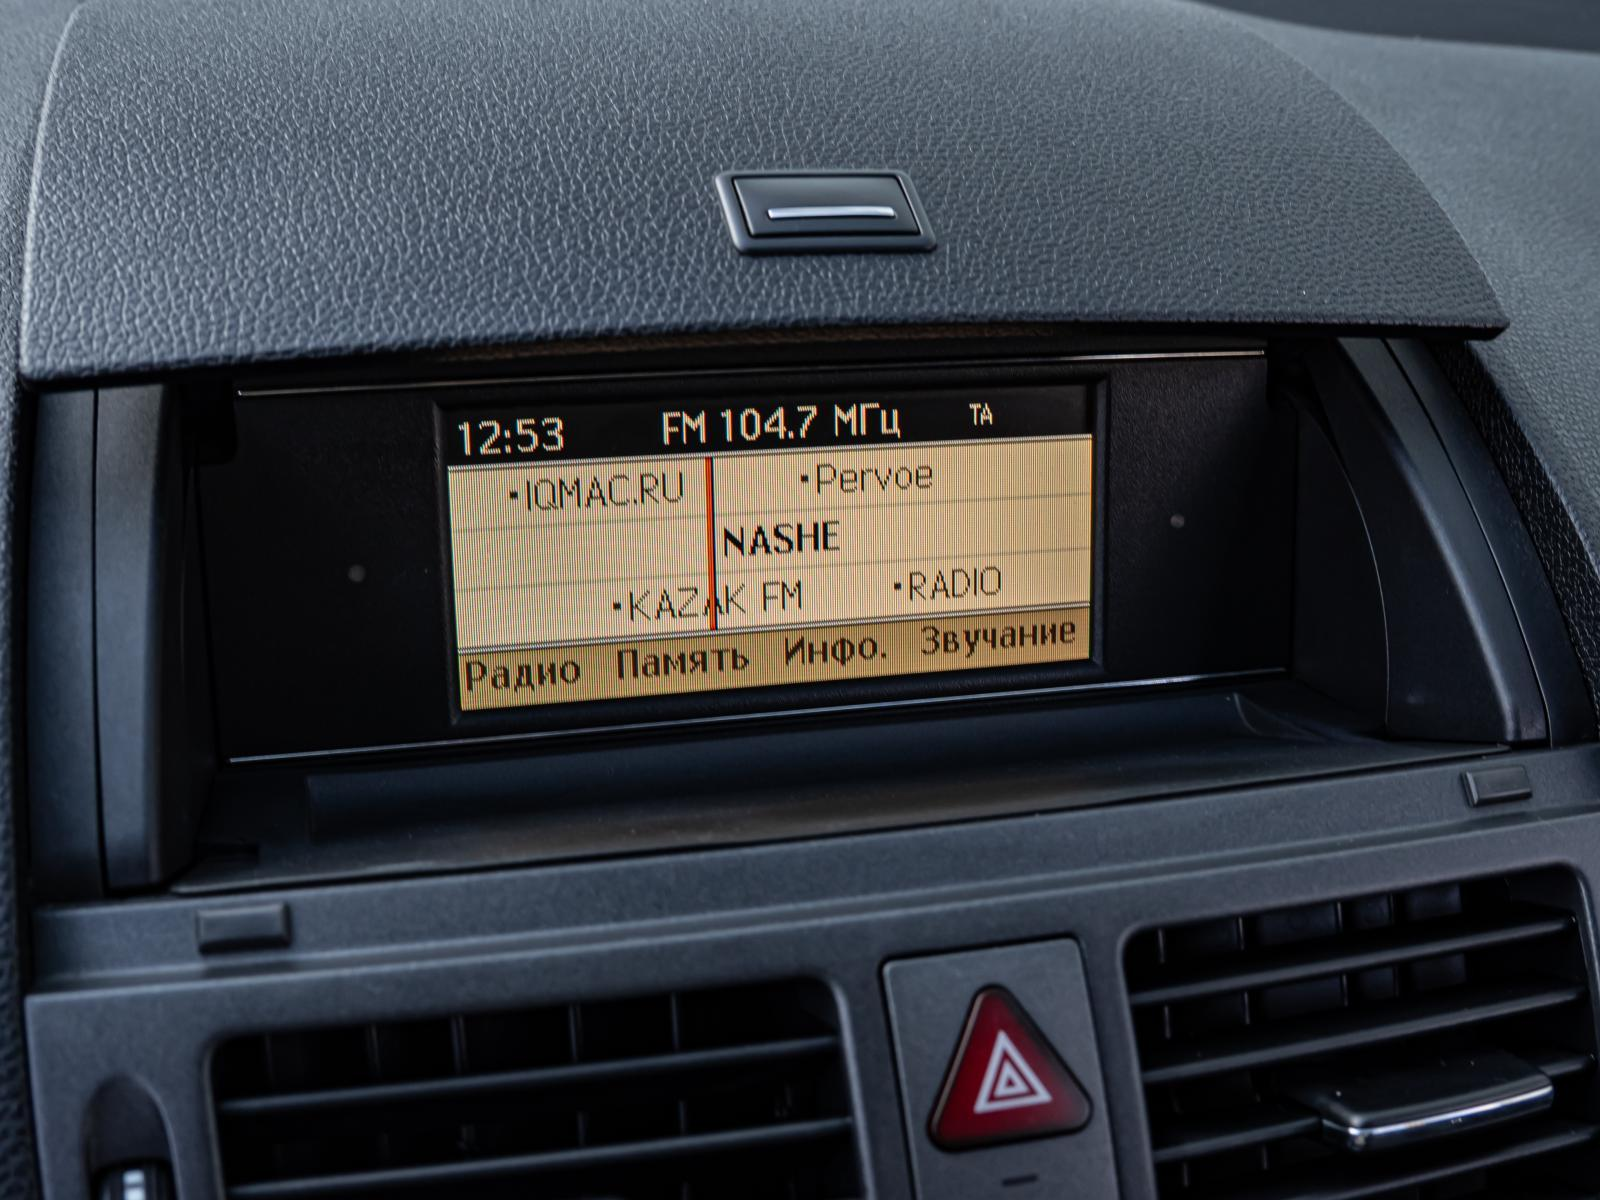 12:53 FM 104.7 МГц TA
•IQMAC.RU •Pervoe
NASHE
•KAZAK FM •RADIO
Радио Память Инфо. Звучание